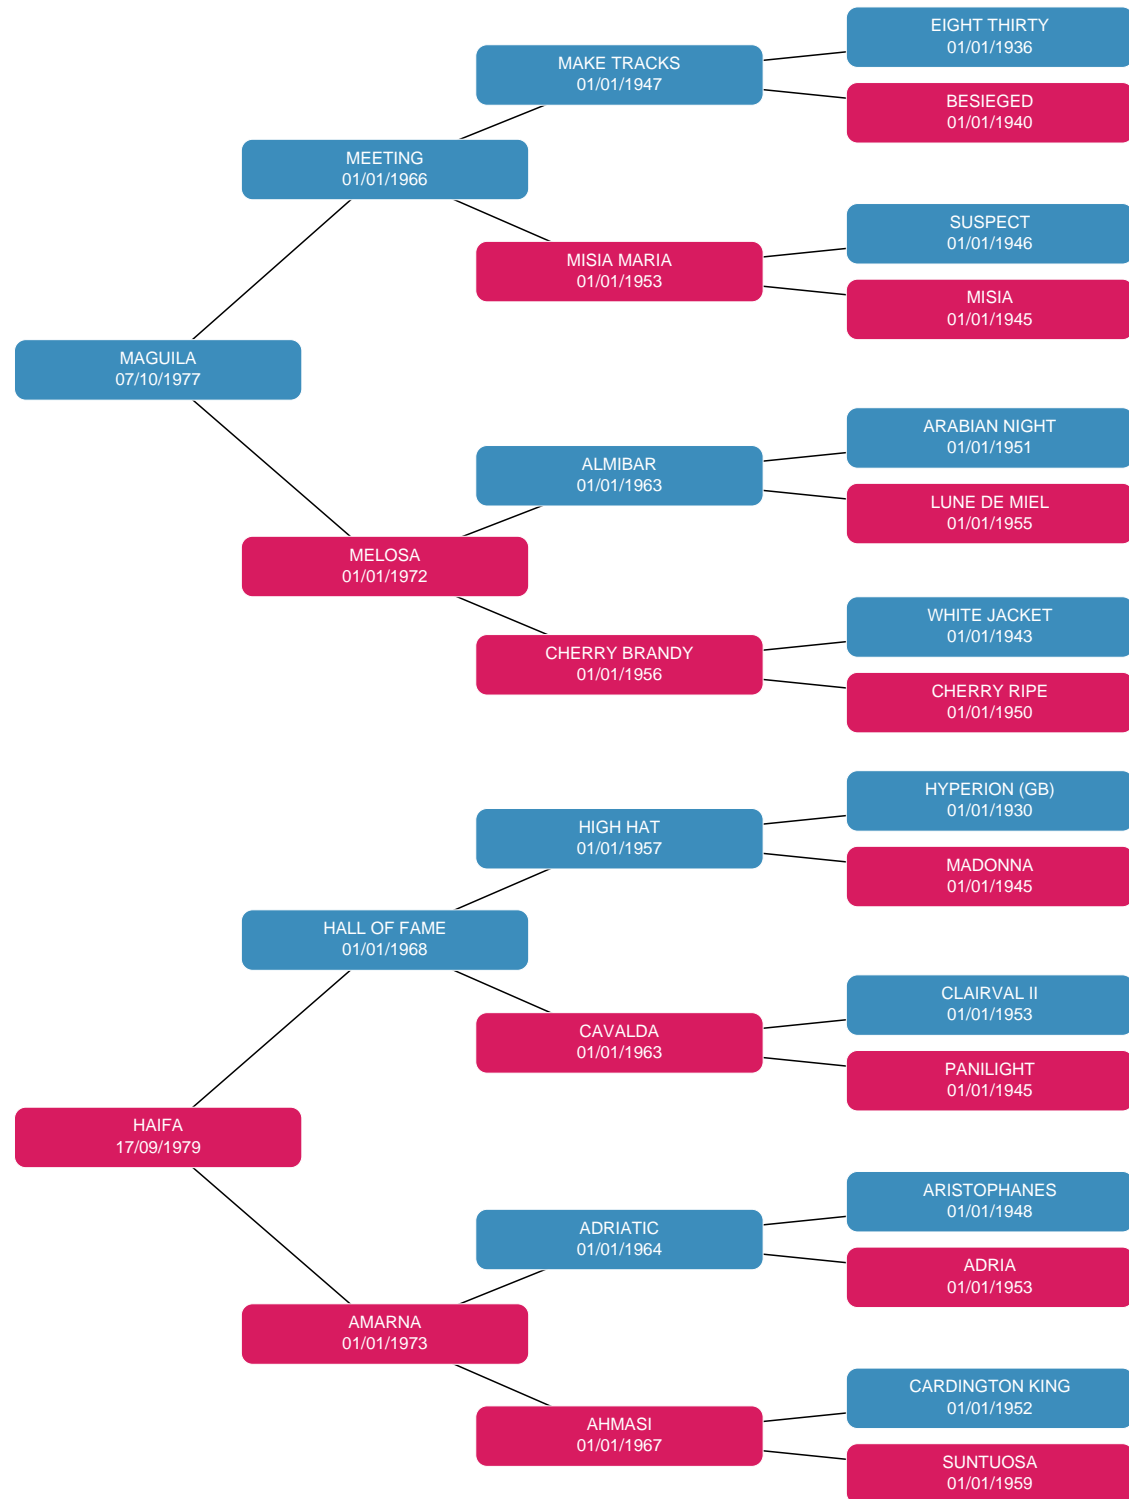 EIGHT THIRTY
01/01/1936
MAKE TRACKS
01/01/1947
BESIEGED
01/01/1940
MEETING
01/01/1966
SUSPECT
01/01/1946
MISIA MARIA
01/01/1953
MISIA
01/01/1945
MAGUILA
07/10/1977
ARABIAN NIGHT
01/01/1951
ALMIBAR
01/01/1963
LUNE DE MIEL
01/01/1955
MELOSA
01/01/1972
WHITE JACKET
01/01/1943
CHERRY BRANDY
01/01/1956
CHERRY RIPE
01/01/1950
HYPERION (GB)
01/01/1930
HIGH HAT
01/01/1957
MADONNA
01/01/1945
HALL OF FAME
01/01/1968
CLAIRVAL II
01/01/1953
CAVALDA
01/01/1963
PANILIGHT
01/01/1945
HAIFA
17/09/1979
ARISTOPHANES
01/01/1948
ADRIATIC
01/01/1964
ADRIA
01/01/1953
AMARNA
01/01/1973
CARDINGTON KING
01/01/1952
AHMASI
01/01/1967
SUNTUOSA
01/01/1959